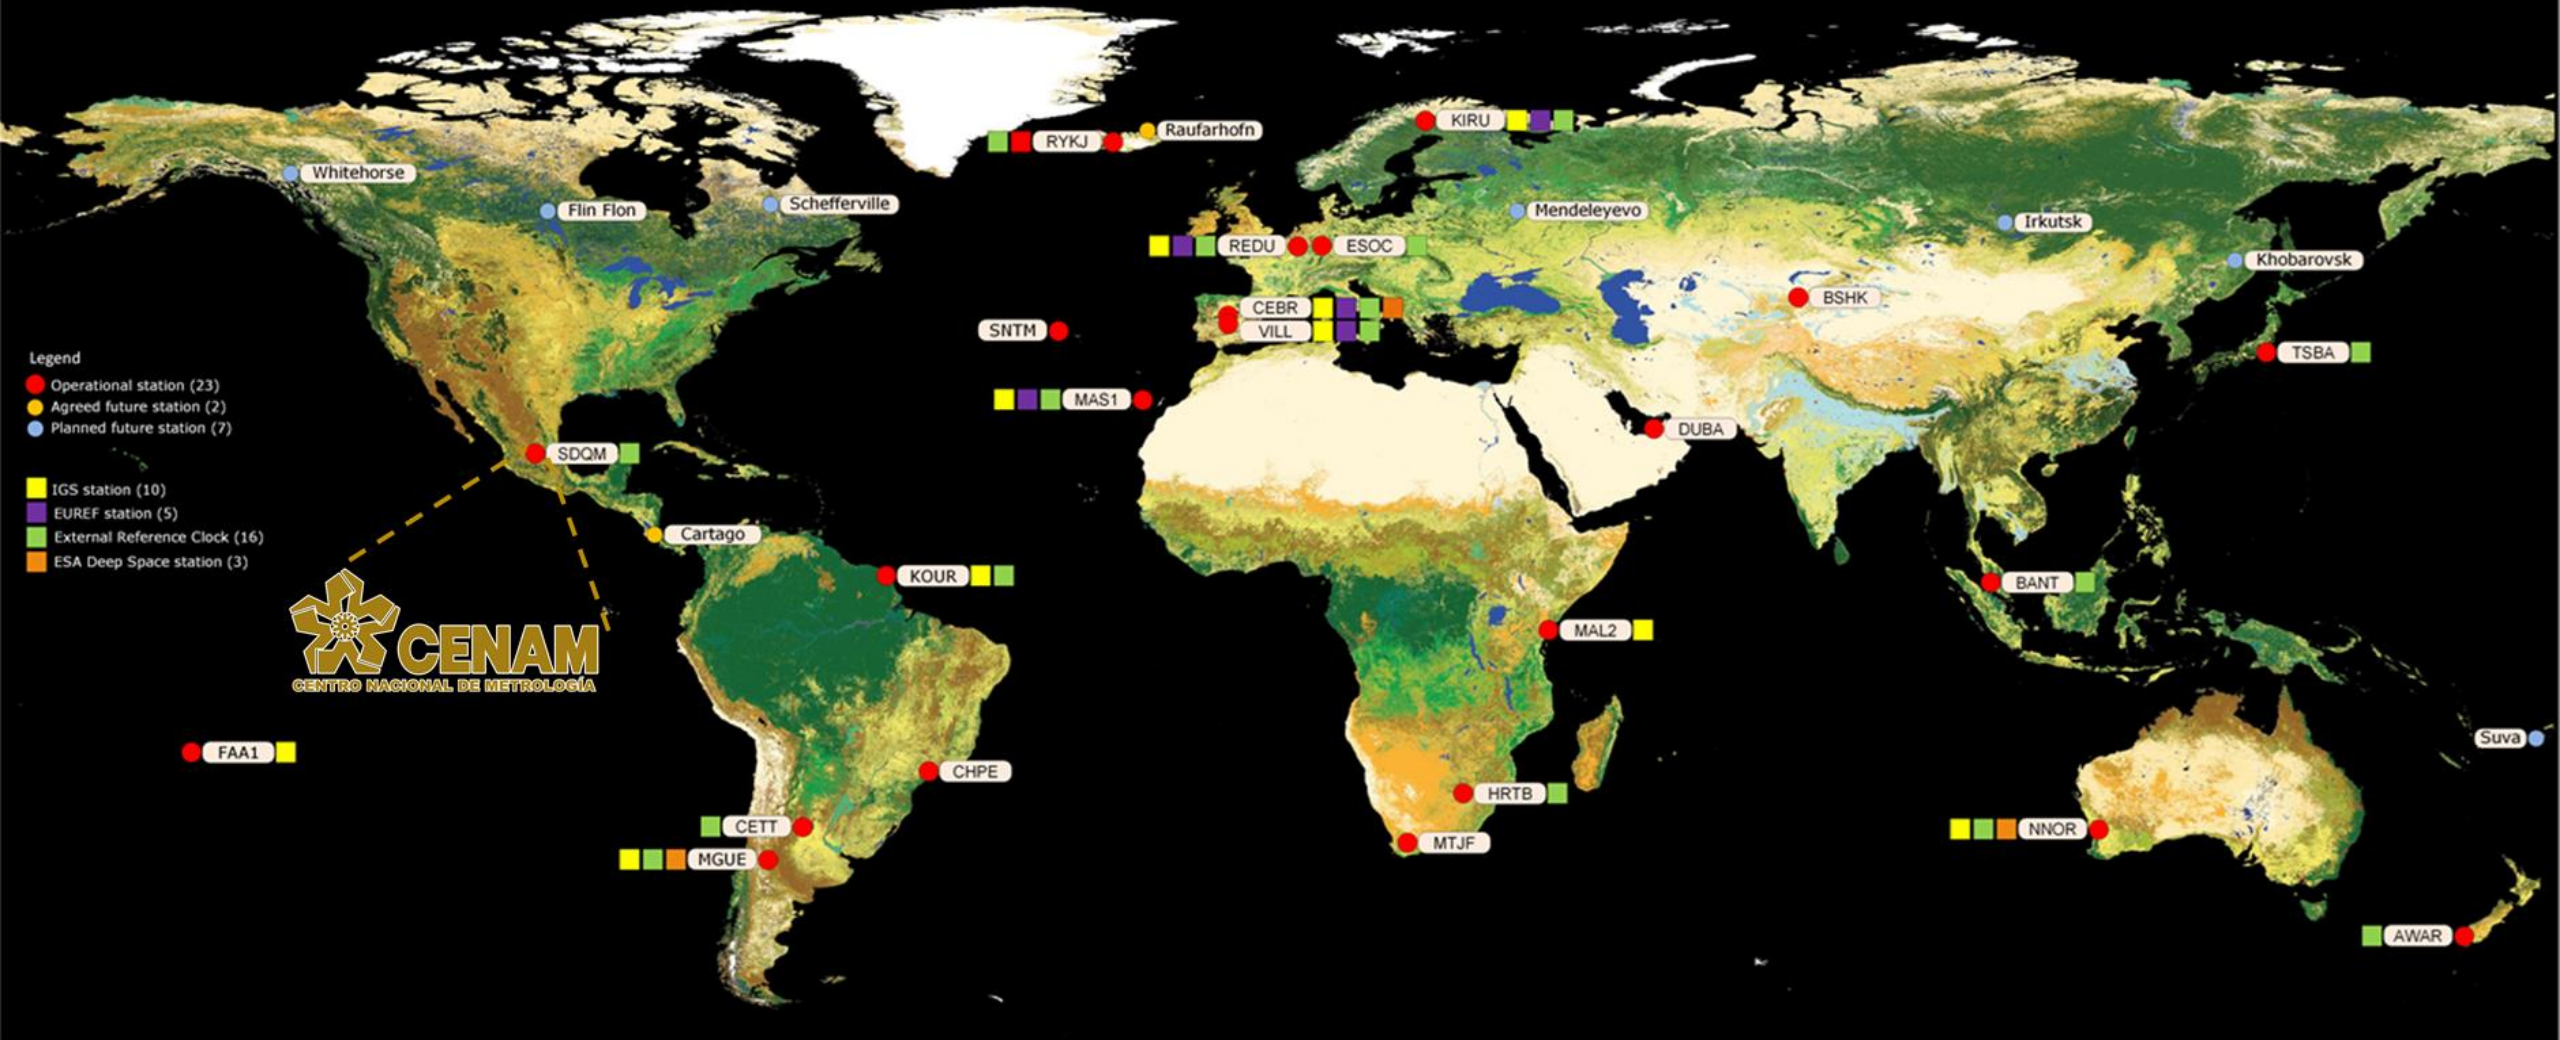 KIRU
Raufarhofn
RYKJ
Whitehorse
Schefferville
Flin Flon
Mendeleyevo
Irkutsk
REDU
ESOC
Khobarovsk
BSHK
CEBR
VILL
SNTM
TSBA
Legend
Operational station (23)
Agreed future station (2)
Planned future station (7)
MAS1
DUBA
SDQM
IGS station (10)
EUREF station (5)
External Reference Clock (16)
ESA Deep Space station (3)
Cartago
KOUR
BANT
MAL2
CENAM
CENTRO NACIONAL DE METROLOGÍA
Suva
FAA1
CHPE
HRTB
CETT
NNOR
MTJF
MGUE
AWAR